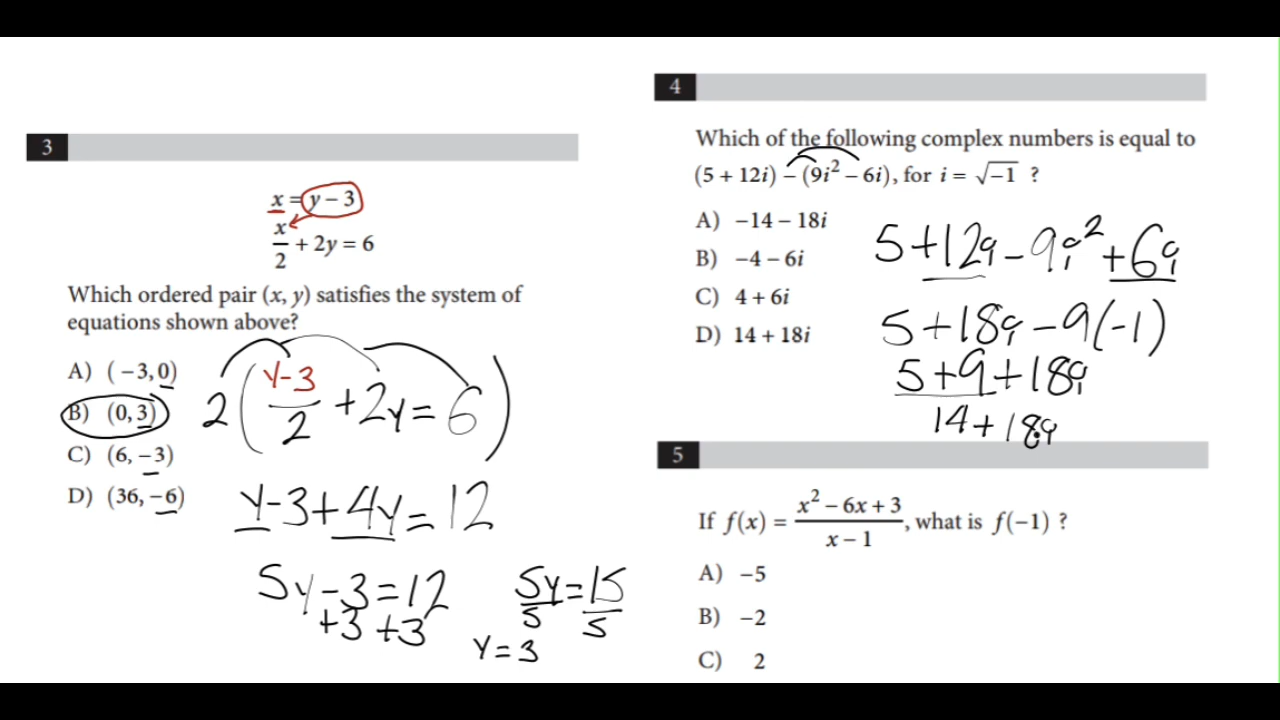 3
x = y − 3
x/2 + 2y = 6
Which ordered pair (x, y) satisfies the system of
equations shown above?
A) (−3, 0)
B) (0, 3)
C) (6, −3)
D) (36, −6)
2( (y-3)/2 + 2y = 6 )
y-3+4y=12
5y-3=12
+3 +3
5y/5 = 15/5
y=3
4
Which of the following complex numbers is equal to
(5 + 12i) − (9i² − 6i), for i = √−1 ?
A) −14 − 18i
B) −4 − 6i
C) 4 + 6i
D) 14 + 18i
5+12i-9i²+6i
5+18i-9(-1)
5+9+18i
14+18i
5
If f(x) = (x² − 6x + 3)/(x − 1), what is f(−1) ?
A) −5
B) −2
C) 2